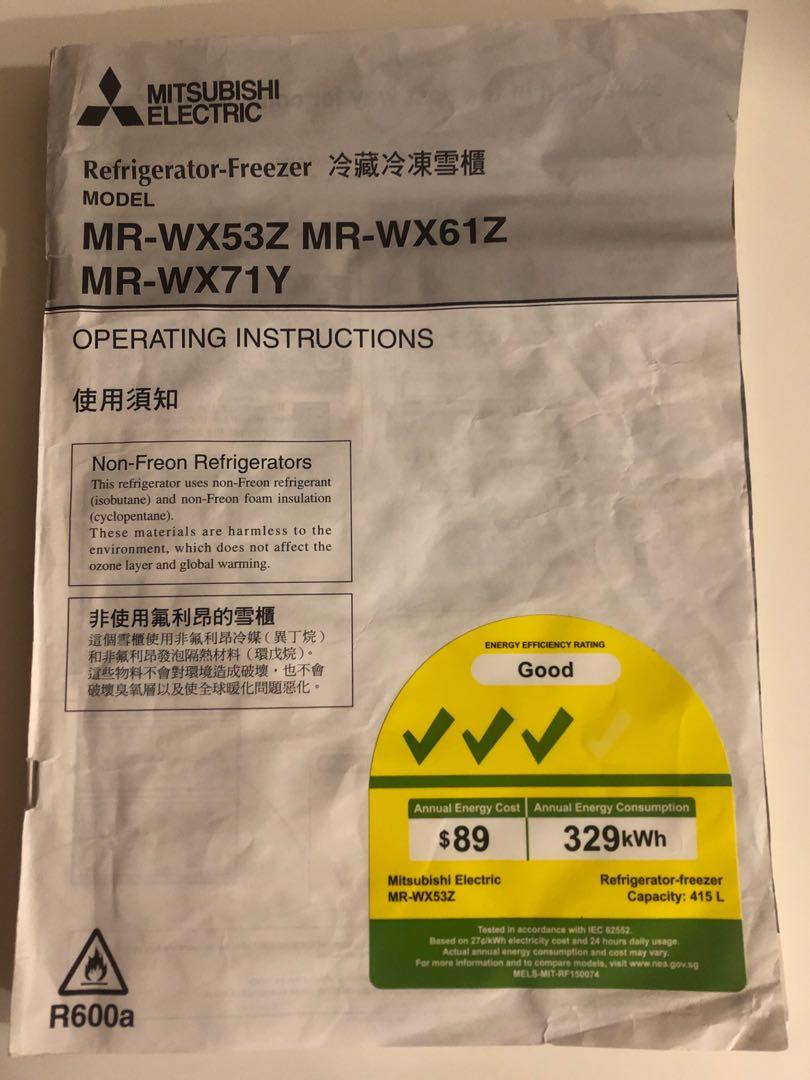 MITSUBISHI
ELECTRIC
Refrigerator-Freezer 冷藏冷凍雪櫃
MODEL
MR-WX53Z MR-WX61Z
MR-WX71Y
OPERATING INSTRUCTIONS
使用須知
Non-Freon Refrigerators
This refrigerator uses non-Freon refrigerant
(isobutane) and non-Freon foam insulation
(cyclopentane).
These materials are harmless to the
environment, which does not affect the
ozone layer and global warming.
非使用氟利昂的雪櫃
這個雪櫃使用非氟利昂冷媒(異丁烷)
和非氟利昂發泡隔熱材料(環戊烷)。
這些物料不會對環境造成破壞,也不會
破壞臭氧層以及使全球暖化問題惡化。
ENERGY EFFICIENCY RATING
Good
Annual Energy Cost Annual Energy Consumption
$89 329kWh
Mitsubishi Electric Refrigerator-freezer
MR-WX53Z Capacity: 415 L
Tested in accordance with IEC 62552.
Based on 27¢/kWh electricity cost and 24 hours daily usage.
Actual annual energy consumption and cost may vary.
For more information and to compare models, visit www.nea.gov.sg
MELS-MIT-RF150074
R600a